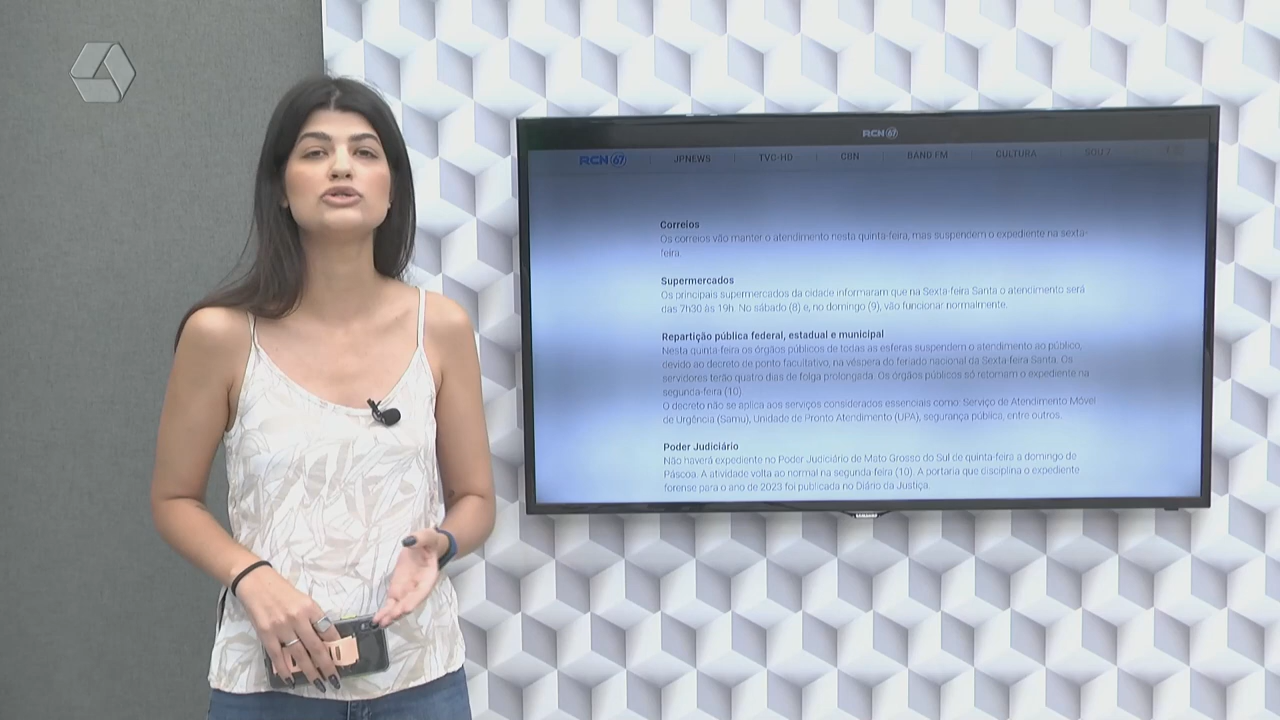 RCN 67
RCN 67 JPNEWS TVC-HD CBN BAND FM CULTURA
Correios
Os correios vão manter o atendimento nesta quinta-feira, mas suspendem o expediente na sexta-
feira.
Supermercados
Os principais supermercados da cidade informaram que na Sexta-feira Santa o atendimento será
das 7h30 às 19h. No sábado (8) e, no domingo (9), vão funcionar normalmente.
Repartição pública federal, estadual e municipal
Nesta quinta-feira os órgãos públicos de todas as esferas suspendem o atendimento ao público,
devido ao decreto de ponto facultativo, na véspera do feriado nacional da Sexta-feira Santa. Os
servidores terão quatro dias de folga prolongada. Os órgãos públicos só retomam o expediente na
segunda-feira (10).
O decreto não se aplica aos serviços considerados essenciais como: Serviço de Atendimento Móvel
de Urgência (Samu), Unidade de Pronto Atendimento (UPA), segurança pública, entre outros.
Poder Judiciário
Não haverá expediente no Poder Judiciário de Mato Grosso do Sul de quinta-feira a domingo de
Páscoa. A atividade volta ao normal na segunda-feira (10). A portaria que disciplina o expediente
forense para o ano de 2023 foi publicada no Diário da Justiça.
SAMSUNG